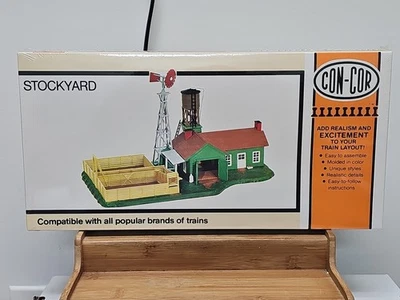 STOCKYARD
CON-COR
ADD REALISM AND
EXCITEMENT
TO YOUR
TRAIN LAYOUT!
• Easy to assemble
• Molded in color
• Unique styles
• Realistic details
• Easy to follow
instructions
Compatible with all popular brands of trains